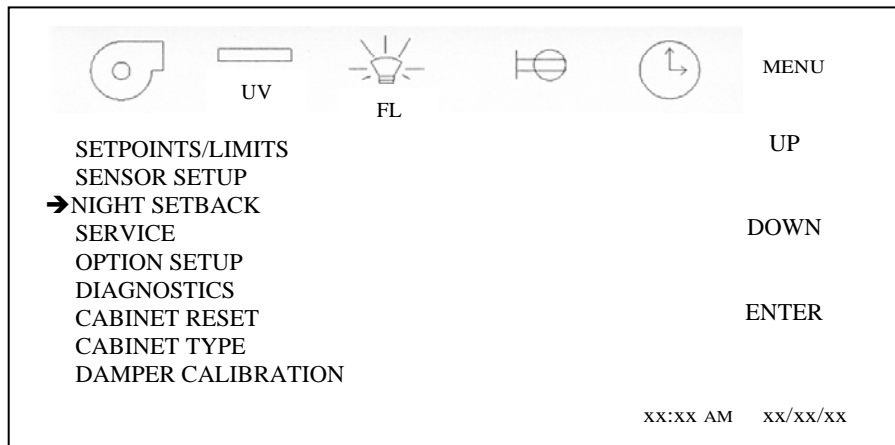 UV
FL
MENU
SETPOINTS/LIMITS
UP
SENSOR SETUP
➔NIGHT SETBACK
SERVICE
DOWN
OPTION SETUP
DIAGNOSTICS
CABINET RESET
ENTER
CABINET TYPE
DAMPER CALIBRATION
xx:xx AM xx/xx/xx